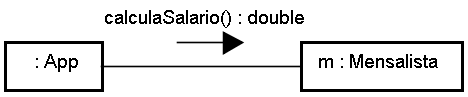 calculaSalario() : double
: App
m : Mensalista